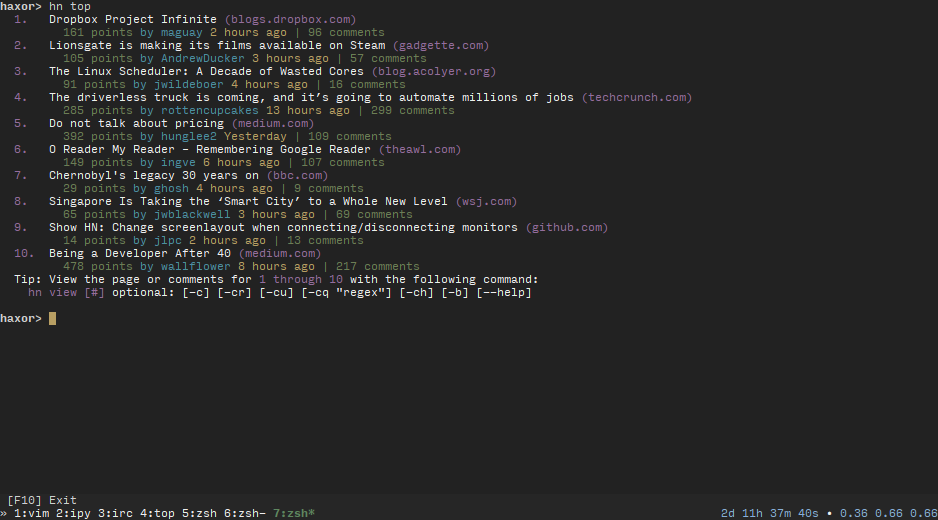 haxor> hn top
1. Dropbox Project Infinite (blogs.dropbox.com)
161 points by maguay 2 hours ago | 96 comments
2. Lionsgate is making its films available on Steam (gadgette.com)
105 points by AndrewDucker 3 hours ago | 57 comments
3. The Linux Scheduler: A Decade of Wasted Cores (blog.acolyer.org)
91 points by jwildeboer 4 hours ago | 16 comments
4. The driverless truck is coming, and it’s going to automate millions of jobs (techcrunch.com)
285 points by rottencupcakes 13 hours ago | 299 comments
5. Do not talk about pricing (medium.com)
392 points by hunglee2 Yesterday | 109 comments
6. O Reader My Reader – Remembering Google Reader (theawl.com)
149 points by ingve 6 hours ago | 107 comments
7. Chernobyl's legacy 30 years on (bbc.com)
29 points by ghosh 4 hours ago | 9 comments
8. Singapore Is Taking the ‘Smart City’ to a Whole New Level (wsj.com)
65 points by jwblackwell 3 hours ago | 69 comments
9. Show HN: Change screenlayout when connecting/disconnecting monitors (github.com)
14 points by jlpc 2 hours ago | 13 comments
10. Being a Developer After 40 (medium.com)
478 points by wallflower 8 hours ago | 217 comments
Tip: View the page or comments for 1 through 10 with the following command:
hn view [#] optional: [-c] [-cr] [-cu] [-cq "regex"] [-ch] [-b] [--help]
haxor>
[F10] Exit
» 1:vim 2:ipy 3:irc 4:top 5:zsh 6:zsh- 7:zsh* 2d 11h 37m 40s • 0.36 0.66 0.66